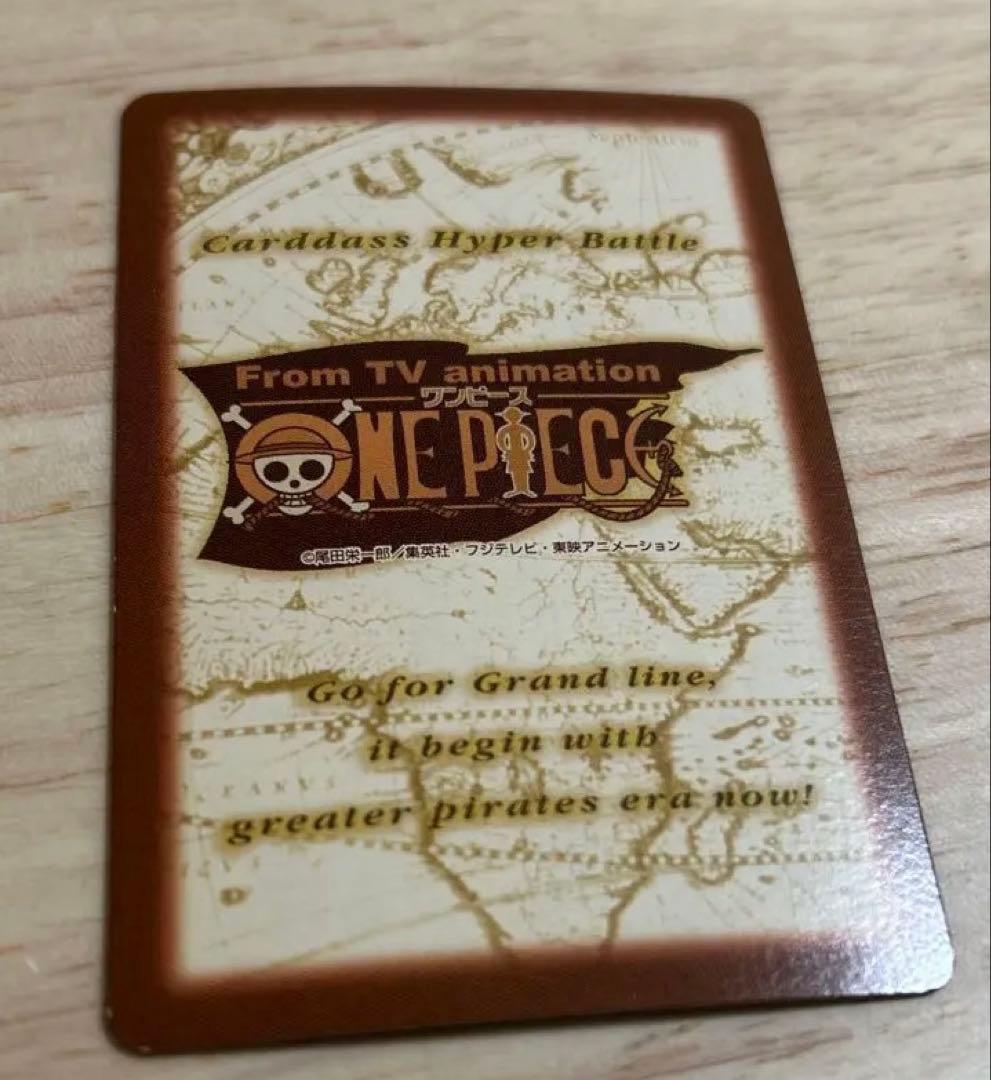 Septentrio
Carddass Hyper Battle
From TV animation
ワンピース
ONE PIECE
©尾田栄一郎/集英社・フジテレビ・東映アニメーション
Go for Grand line,
it begin with
greater pirates era now!